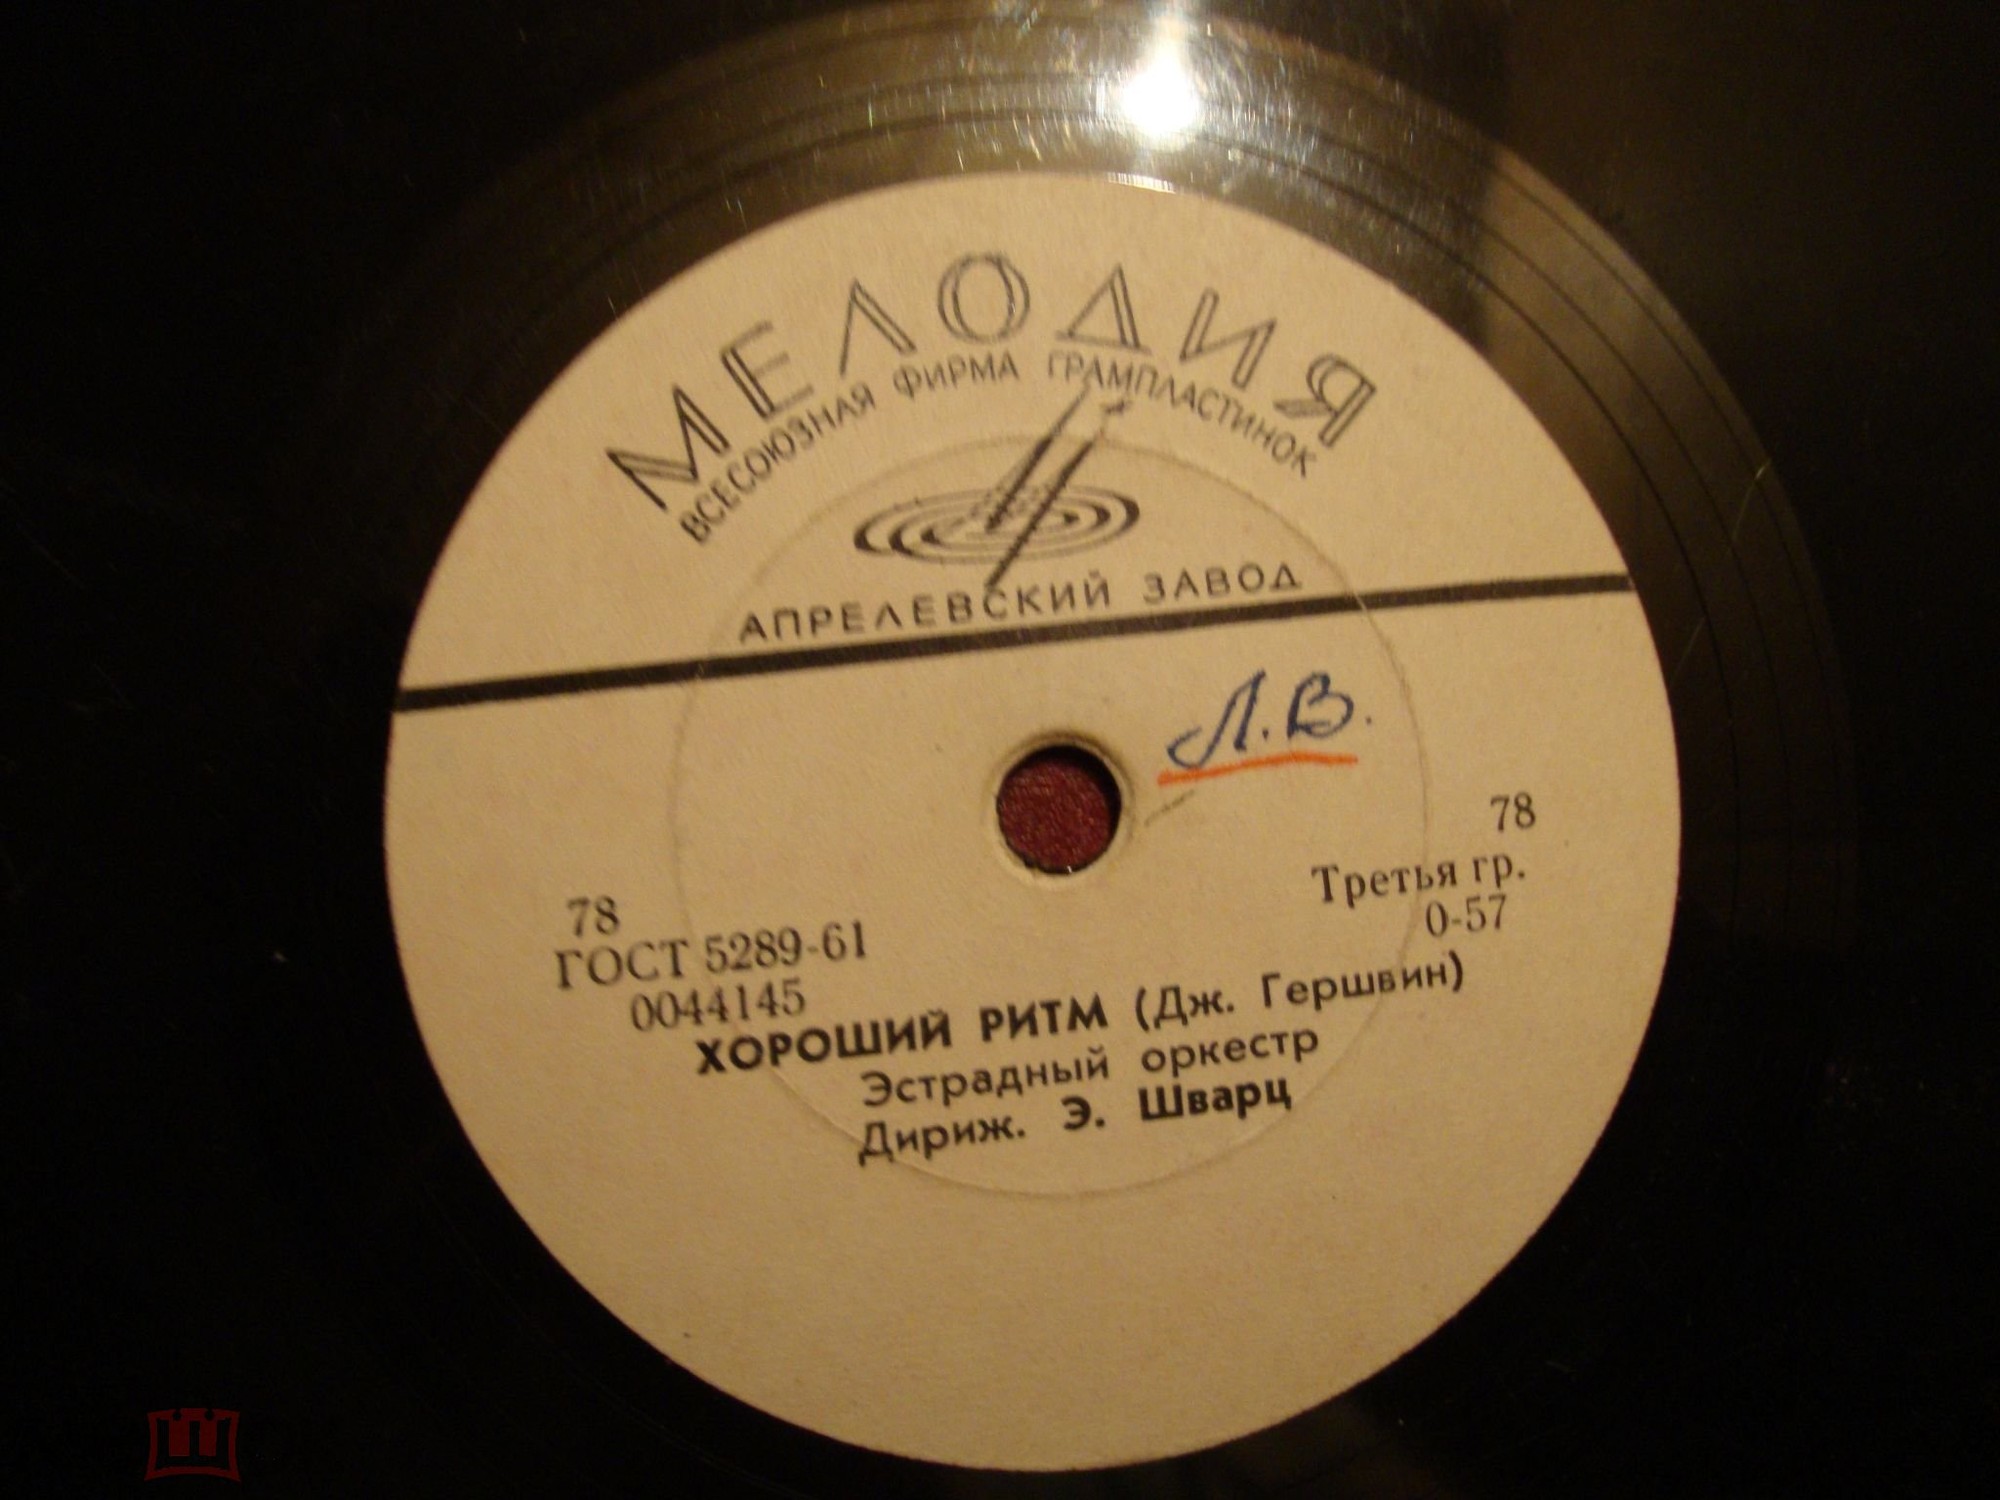 МЕЛОДИЯ
ВСЕСОЮЗНАЯ ФИРМА ГРАМПЛАСТИНОК
АПРЕЛЕВСКИЙ ЗАВОД
Л.В.
78
Третья гр.
0-57
78
ГОСТ 5289-61
0044145
ХОРОШИЙ РИТМ (Дж. Гершвин)
Эстрадный оркестр
Дириж. Э. Шварц